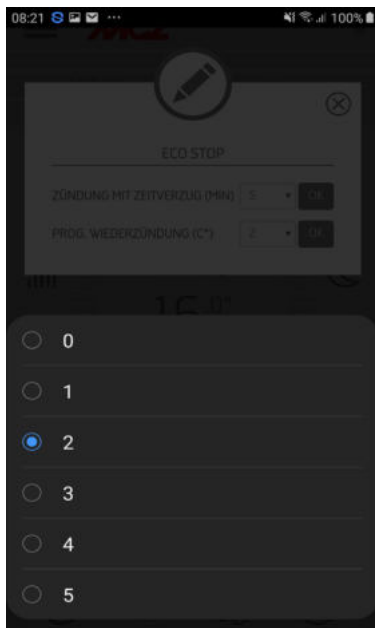 08:21 ... 100%
MCZ
ECO STOP
ZÜNDUNG MIT ZEITVERZUG (MIN) 5 OK
PROG. WIEDERZÜNDUNG (C°) 2 OK
0
1
2
3
4
5